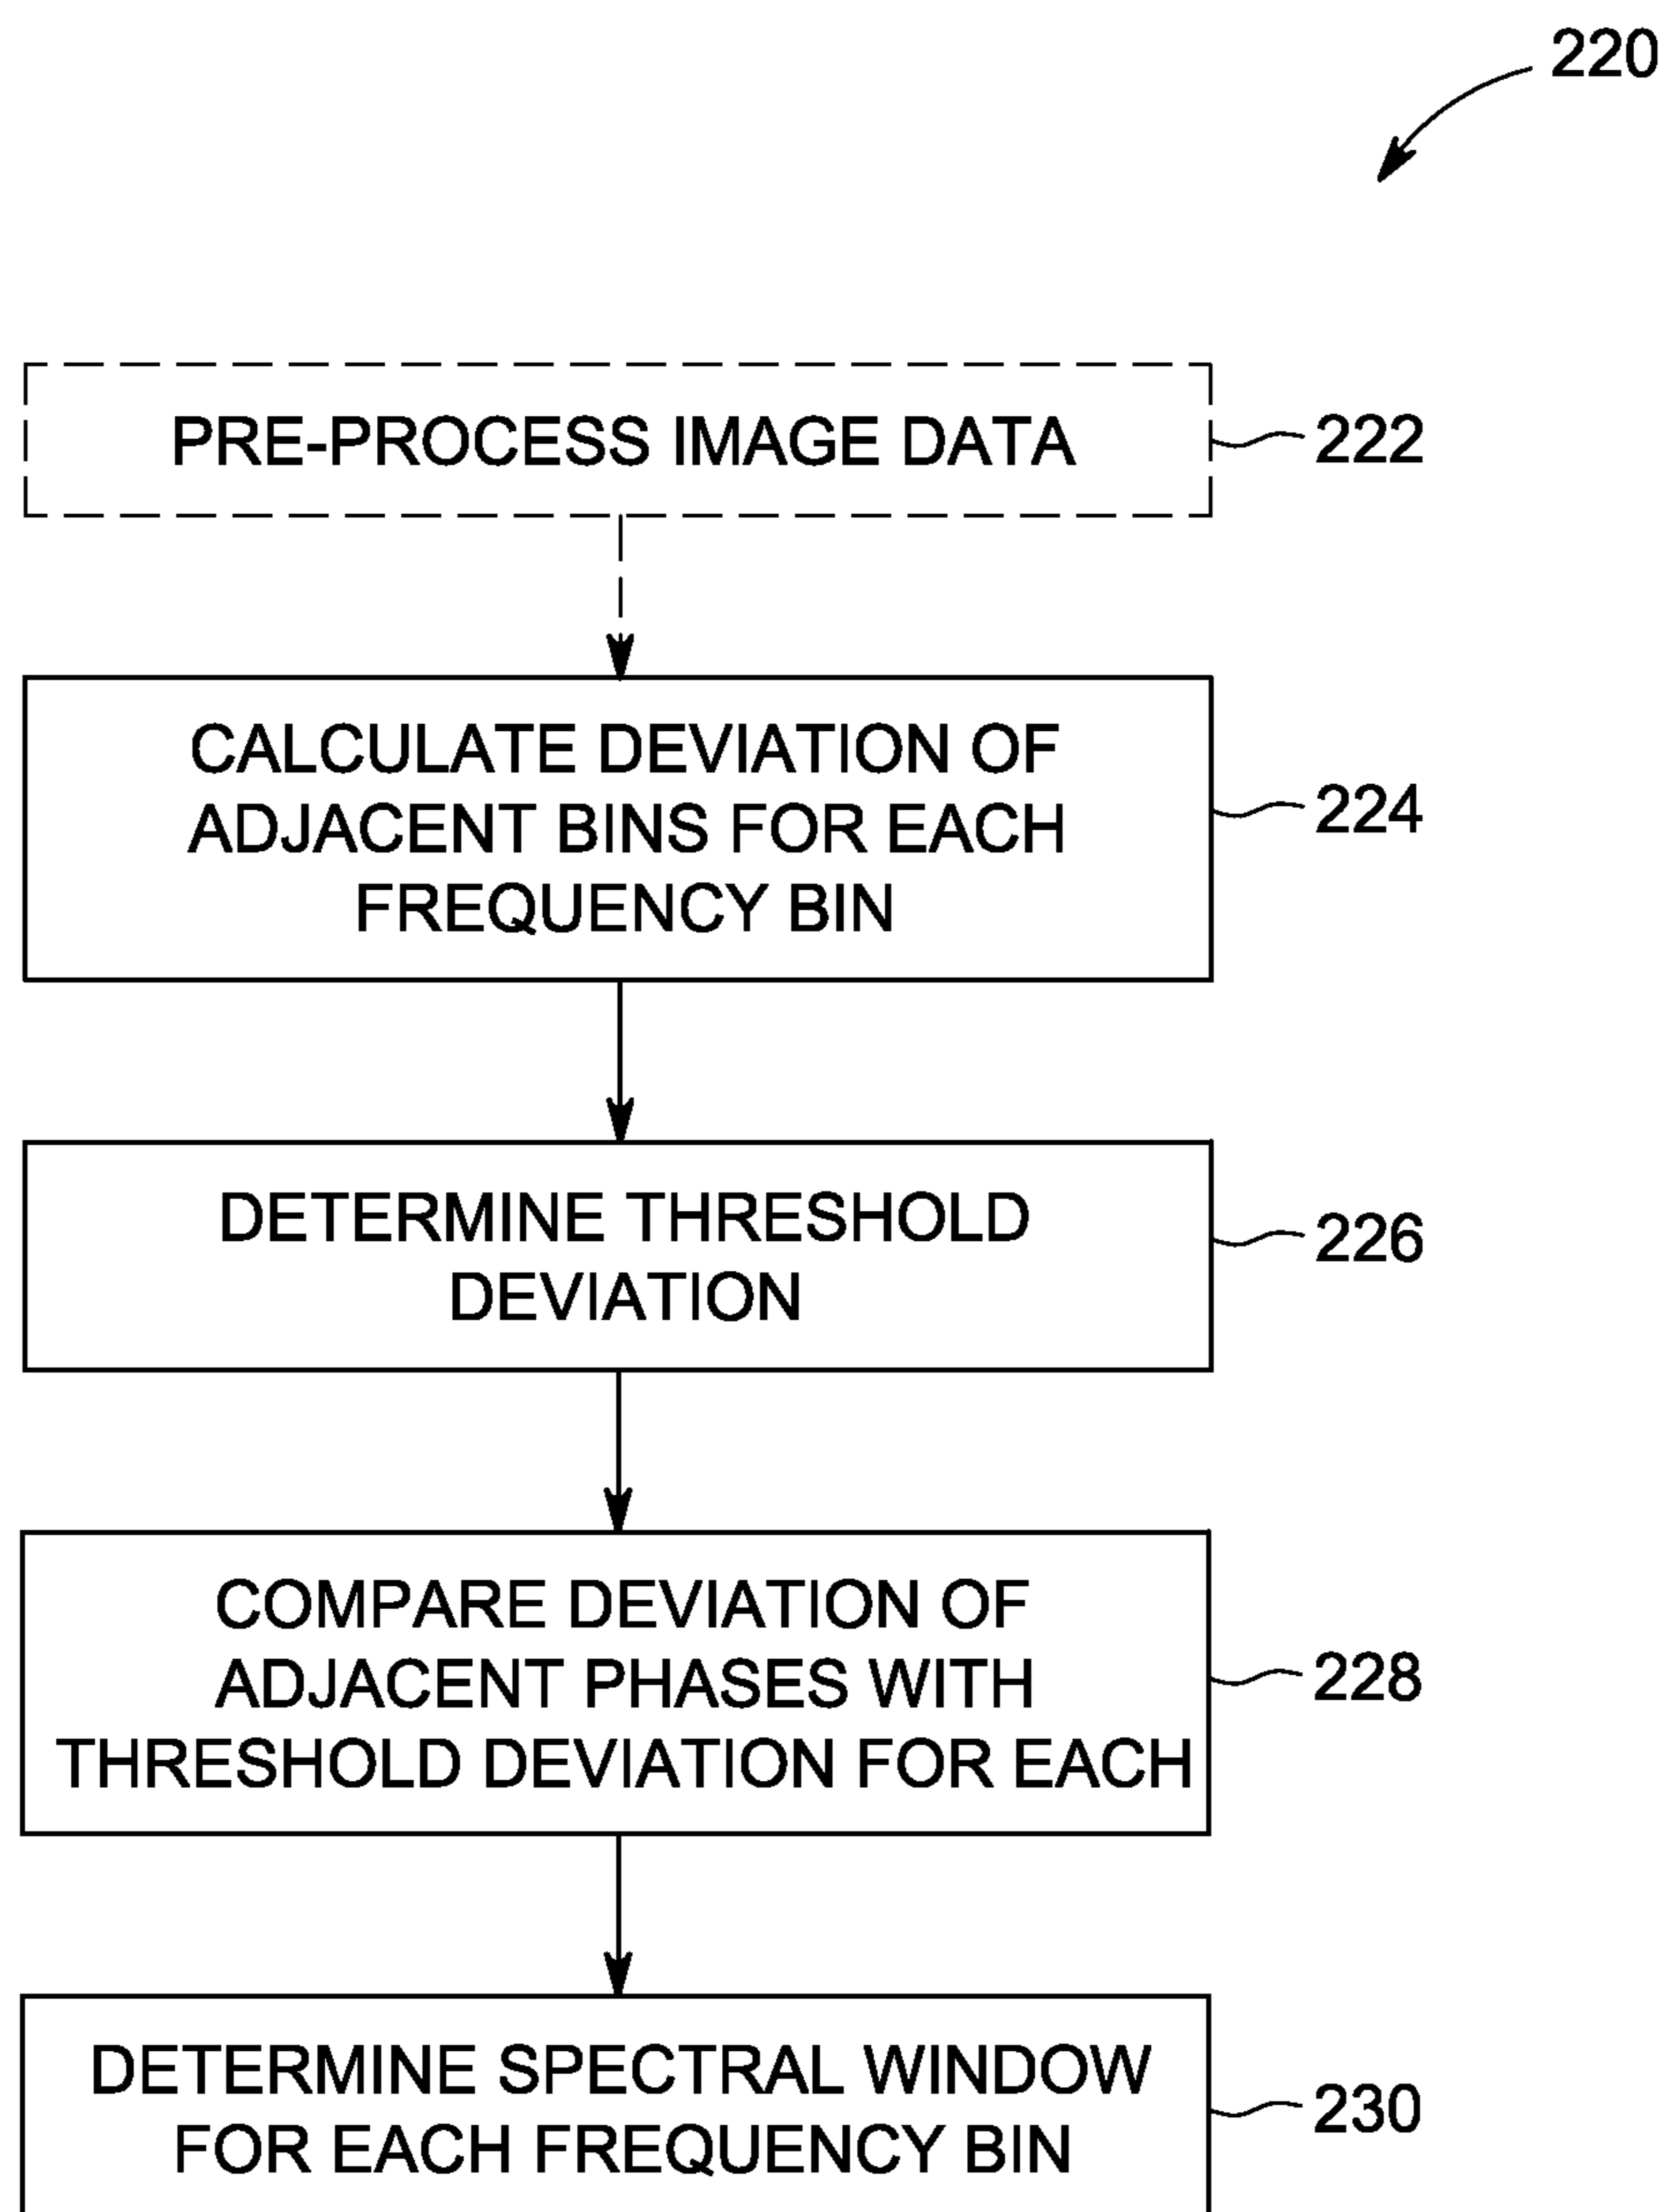 220
PRE-PROCESS IMAGE DATA
222
CALCULATE DEVIATION OF
ADJACENT BINS FOR EACH
FREQUENCY BIN
224
DETERMINE THRESHOLD
DEVIATION
226
COMPARE DEVIATION OF
ADJACENT PHASES WITH
THRESHOLD DEVIATION FOR EACH
228
DETERMINE SPECTRAL WINDOW
FOR EACH FREQUENCY BIN
230